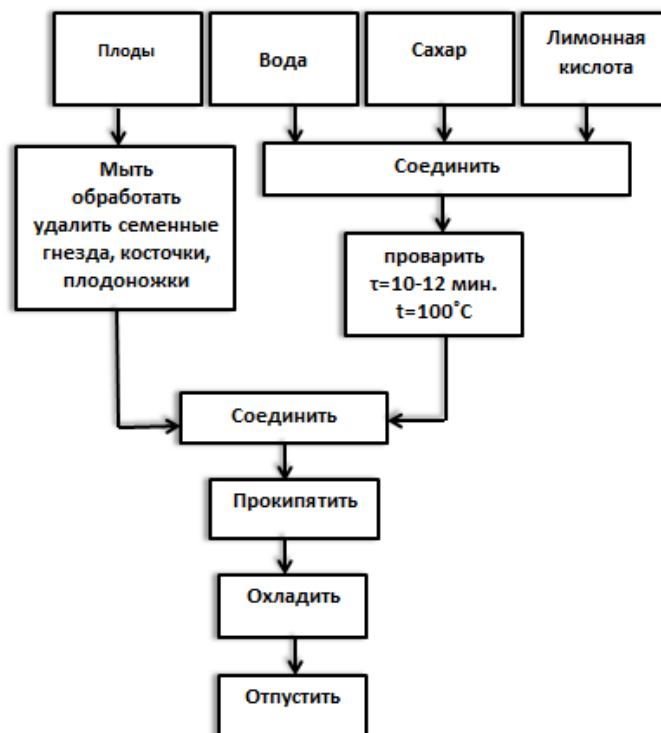 Плоды
Вода
Сахар
Лимонная
кислота
Мыть
обработать
удалить семенные
гнезда, косточки,
плодоножки
Соединить
проварить
τ=10-12 мин.
t=100˚С
Соединить
Прокипятить
Охладить
Отпустить